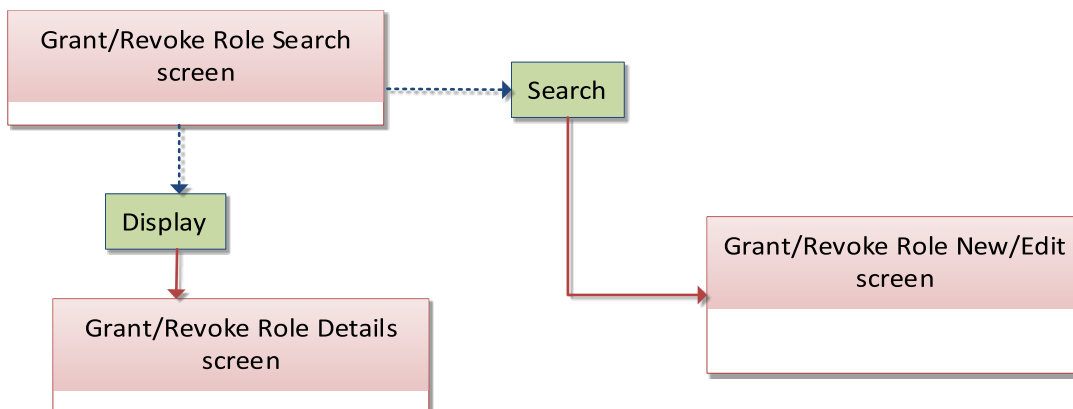 Grant/Revoke Role Search
screen
Search
Display
Grant/Revoke Role New/Edit
screen
Grant/Revoke Role Details
screen